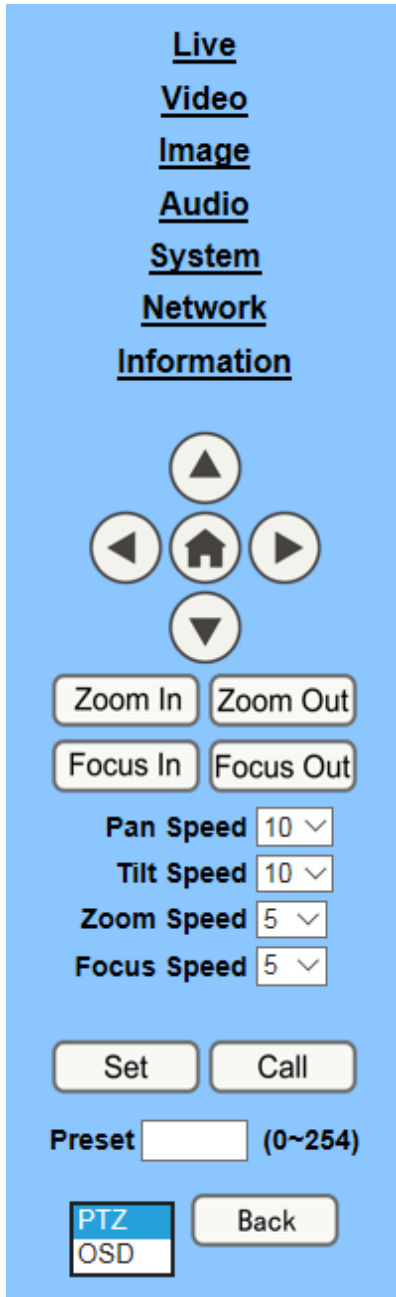 Live
Video
Image
Audio
System
Network
Information
Zoom In Zoom Out
Focus In Focus Out
Pan Speed 10
Tilt Speed 10
Zoom Speed 5
Focus Speed 5
Set Call
Preset (0~254)
PTZ Back
OSD